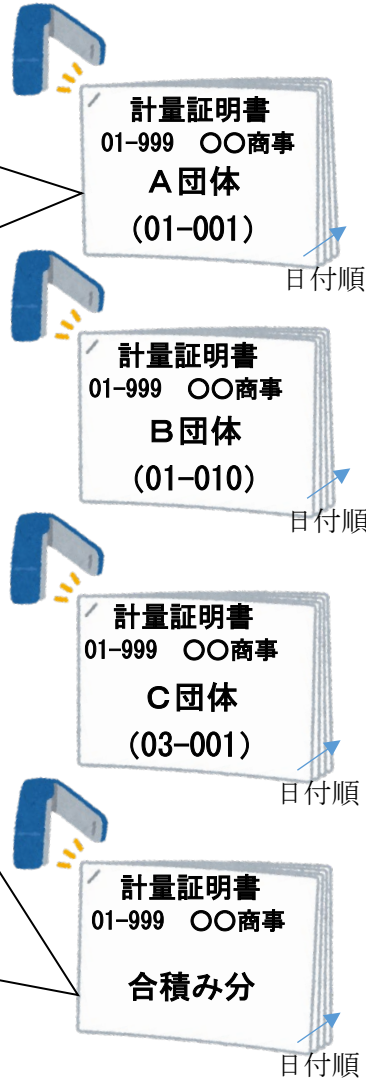 計量証明書
01-999 〇〇商事
A団体
(01-001)
日付順
計量証明書
01-999 〇〇商事
B団体
(01-010)
日付順
計量証明書
01-999 〇〇商事
C団体
(03-001)
日付順
計量証明書
01-999 〇〇商事
合積み分
日付順